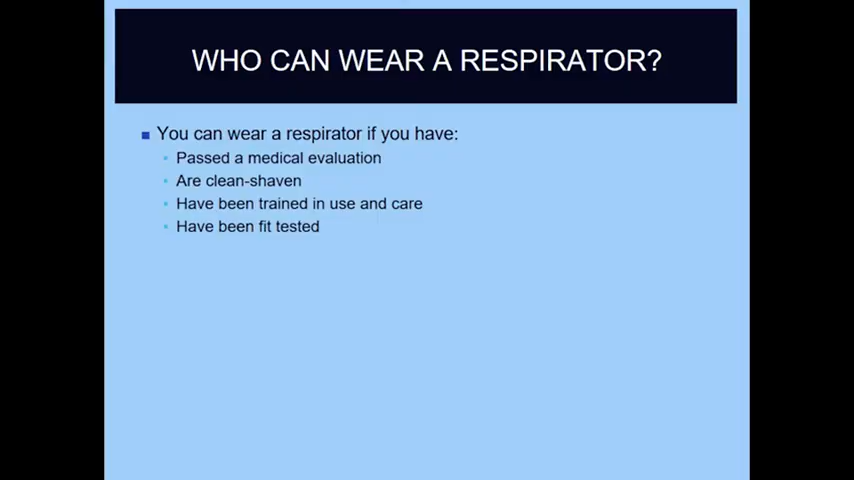 WHO CAN WEAR A RESPIRATOR?
You can wear a respirator if you have:
Passed a medical evaluation
Are clean-shaven
Have been trained in use and care
Have been fit tested